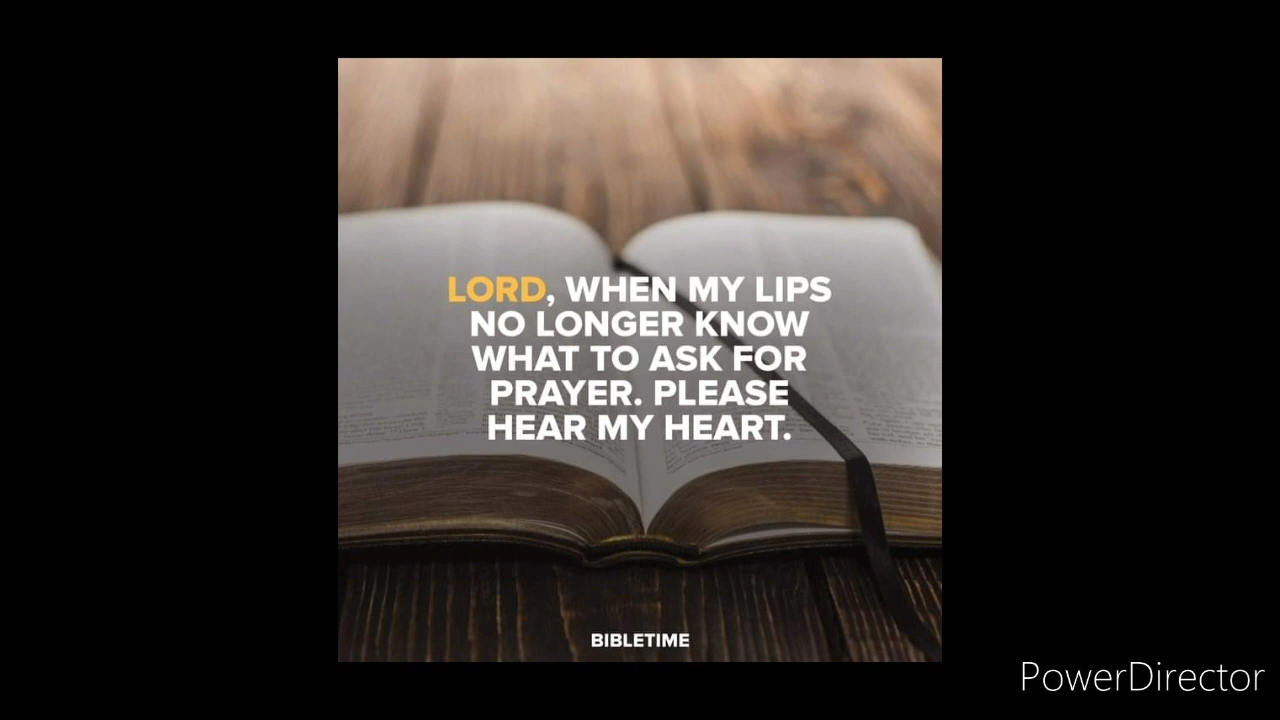 LORD, WHEN MY LIPS
NO LONGER KNOW
WHAT TO ASK FOR
PRAYER. PLEASE
HEAR MY HEART.
BIBLETIME
PowerDirector